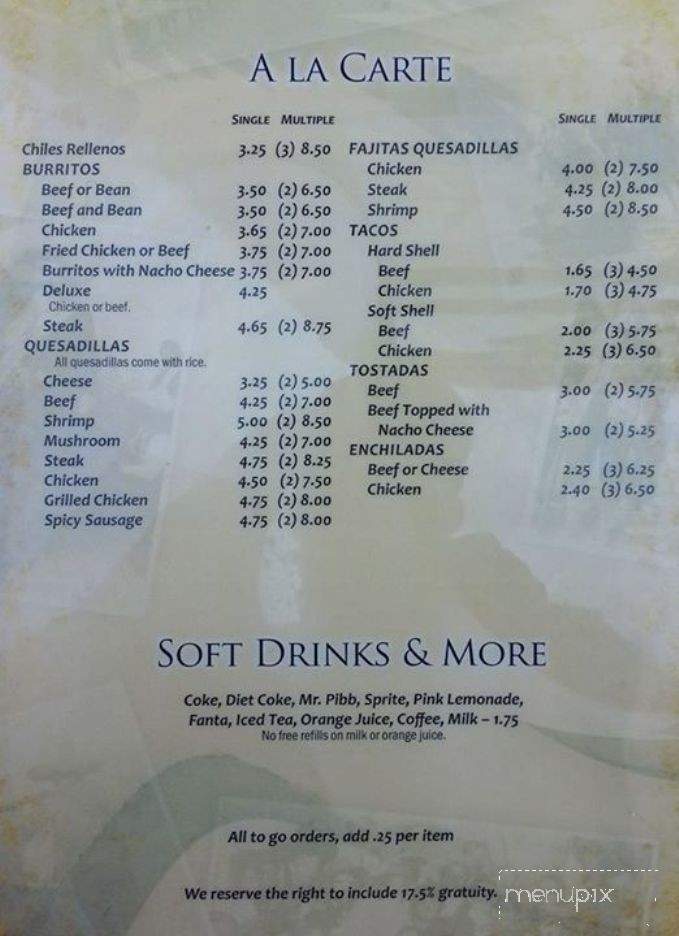 A LA CARTE
SINGLE MULTIPLE
Chiles Rellenos 3.25 (3) 8.50
BURRITOS
Beef or Bean 3.50 (2) 6.50
Beef and Bean 3.50 (2) 6.50
Chicken 3.65 (2) 7.00
Fried Chicken or Beef 3.75 (2) 7.00
Burritos with Nacho Cheese 3.75 (2) 7.00
Deluxe 4.25
Chicken or beef.
Steak 4.65 (2) 8.75
QUESADILLAS
All quesadillas come with rice.
Cheese 3.25 (2) 5.00
Beef 4.25 (2) 7.00
Shrimp 5.00 (2) 8.50
Mushroom 4.25 (2) 7.00
Steak 4.75 (2) 8.25
Chicken 4.50 (2) 7.50
Grilled Chicken 4.75 (2) 8.00
Spicy Sausage 4.75 (2) 8.00
SINGLE MULTIPLE
FAJITAS QUESADILLAS
Chicken 4.00 (2) 7.50
Steak 4.25 (2) 8.00
Shrimp 4.50 (2) 8.50
TACOS
Hard Shell
Beef 1.65 (3) 4.50
Chicken 1.70 (3) 4.75
Soft Shell
Beef 2.00 (3) 5.75
Chicken 2.25 (3) 6.50
TOSTADAS
Beef 3.00 (2) 5.75
Beef Topped with
Nacho Cheese 3.00 (2) 5.25
ENCHILADAS
Beef or Cheese 2.25 (3) 6.25
Chicken 2.40 (3) 6.50
SOFT DRINKS & MORE
Coke, Diet Coke, Mr. Pibb, Sprite, Pink Lemonade,
Fanta, Iced Tea, Orange Juice, Coffee, Milk – 1.75
No free refills on milk or orange juice.
All to go orders, add .25 per item
We reserve the right to include 17.5% gratuity.
menupix